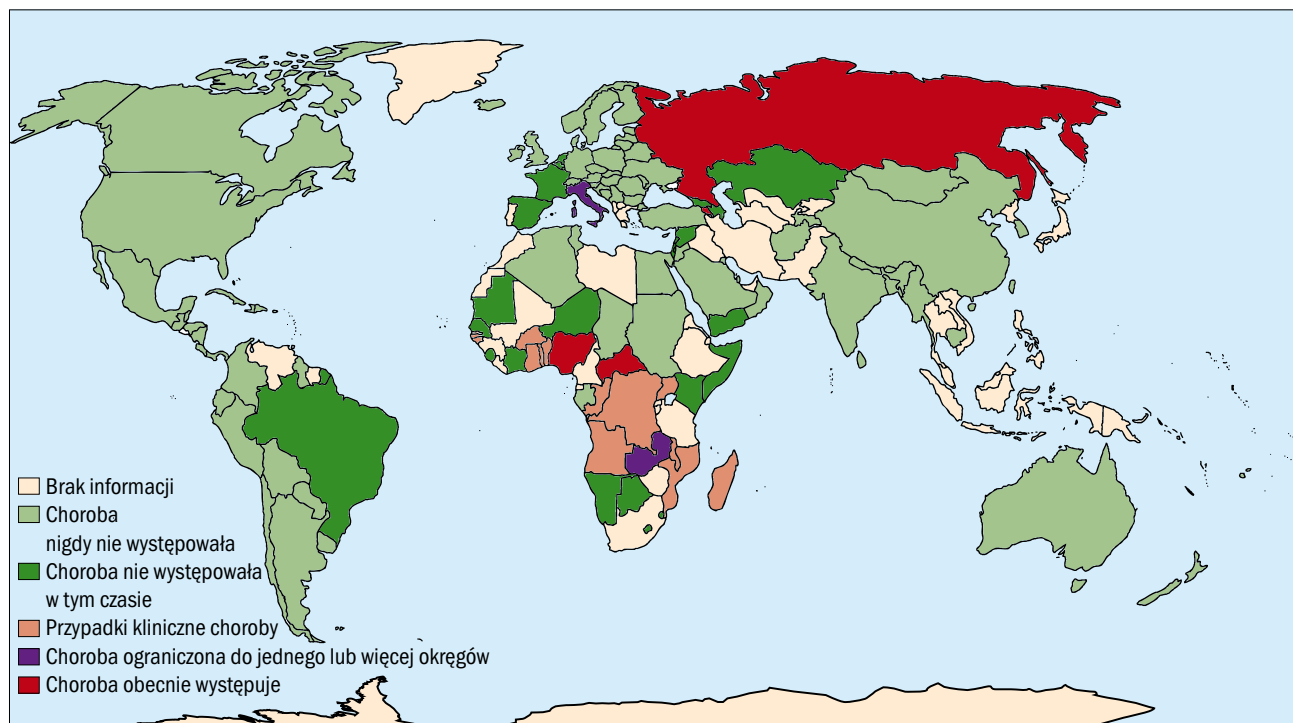 Brak informacji
Choroba
nigdy nie występowała
Choroba nie występowała
w tym czasie
Przypadki kliniczne choroby
Choroba ograniczona do jednego lub więcej okręgów
Choroba obecnie występuje